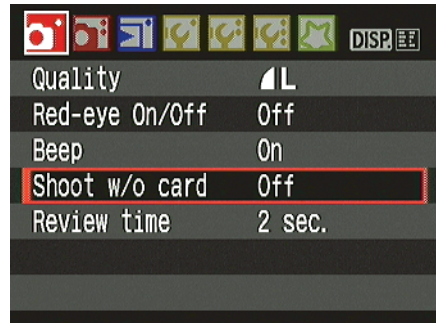 DISP.
Quality L
Red-eye On/Off Off
Beep On
Shoot w/o card Off
Review time 2 sec.